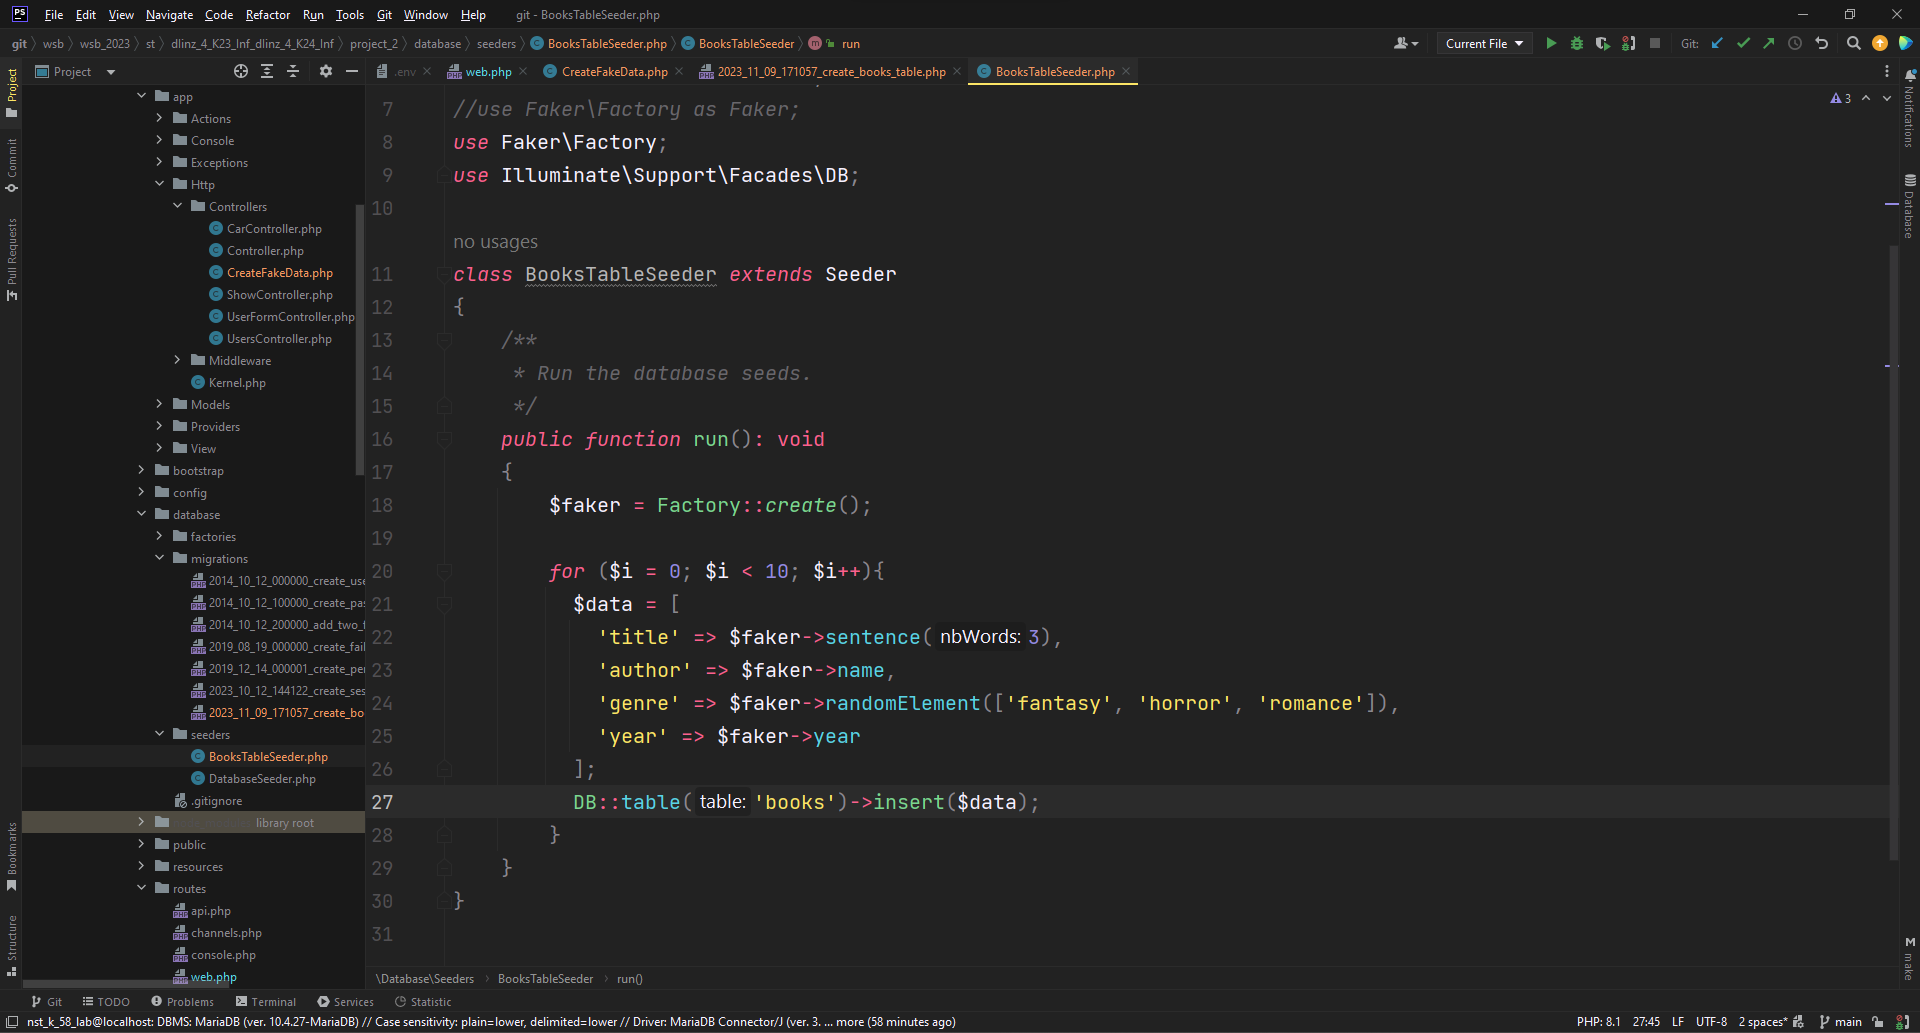 PS File Edit View Navigate Code Refactor Run Tools Git Window Help git - BooksTableSeeder.php
git wsb wsb_2023 st dlinz_4_K23_Inf_dlinz_4_K24_Inf project_2 database seeders BooksTableSeeder.php BooksTableSeeder m run Current File Git:
Project .env web.php CreateFakeData.php 2023_11_09_171057_create_books_table.php BooksTableSeeder.php
Project
Commit
Pull Requests
Bookmarks
Structure
app
Actions
Console
Exceptions
Http
Controllers
CarController.php
Controller.php
CreateFakeData.php
ShowController.php
UserFormController.php
UsersController.php
Middleware
Kernel.php
Models
Providers
View
bootstrap
config
database
factories
migrations
2014_10_12_000000_create_use
2014_10_12_100000_create_pas
2014_10_12_200000_add_two_f
2019_08_19_000000_create_fail
2019_12_14_000001_create_per
2023_10_12_144122_create_ses
2023_11_09_171057_create_bo
seeders
BooksTableSeeder.php
DatabaseSeeder.php
.gitignore
library root
public
resources
routes
api.php
channels.php
console.php
web.php
3
7 //use Faker\Factory as Faker;
8 use Faker\Factory;
9 use Illuminate\Support\Facades\DB;
10
no usages
11 class BooksTableSeeder extends Seeder
12 {
13 /**
14 * Run the database seeds.
15 */
16 public function run(): void
17 {
18 $faker = Factory::create();
19
20 for ($i = 0; $i < 10; $i++){
21 $data = [
22 'title' => $faker->sentence( nbWords: 3),
23 'author' => $faker->name,
24 'genre' => $faker->randomElement(['fantasy', 'horror', 'romance']),
25 'year' => $faker->year
26 ];
27 DB::table( table: 'books')->insert($data);
28 }
29 }
30 }
31
Notifications
Database
M make
\Database\Seeders BooksTableSeeder run()
Git TODO Problems Terminal Services Statistic
nst_k_58_lab@localhost: DBMS: MariaDB (ver. 10.4.27-MariaDB) // Case sensitivity: plain=lower, delimited=lower // Driver: MariaDB Connector/J (ver. 3. ... more (58 minutes ago) PHP: 8.1 27:45 LF UTF-8 2 spaces* main